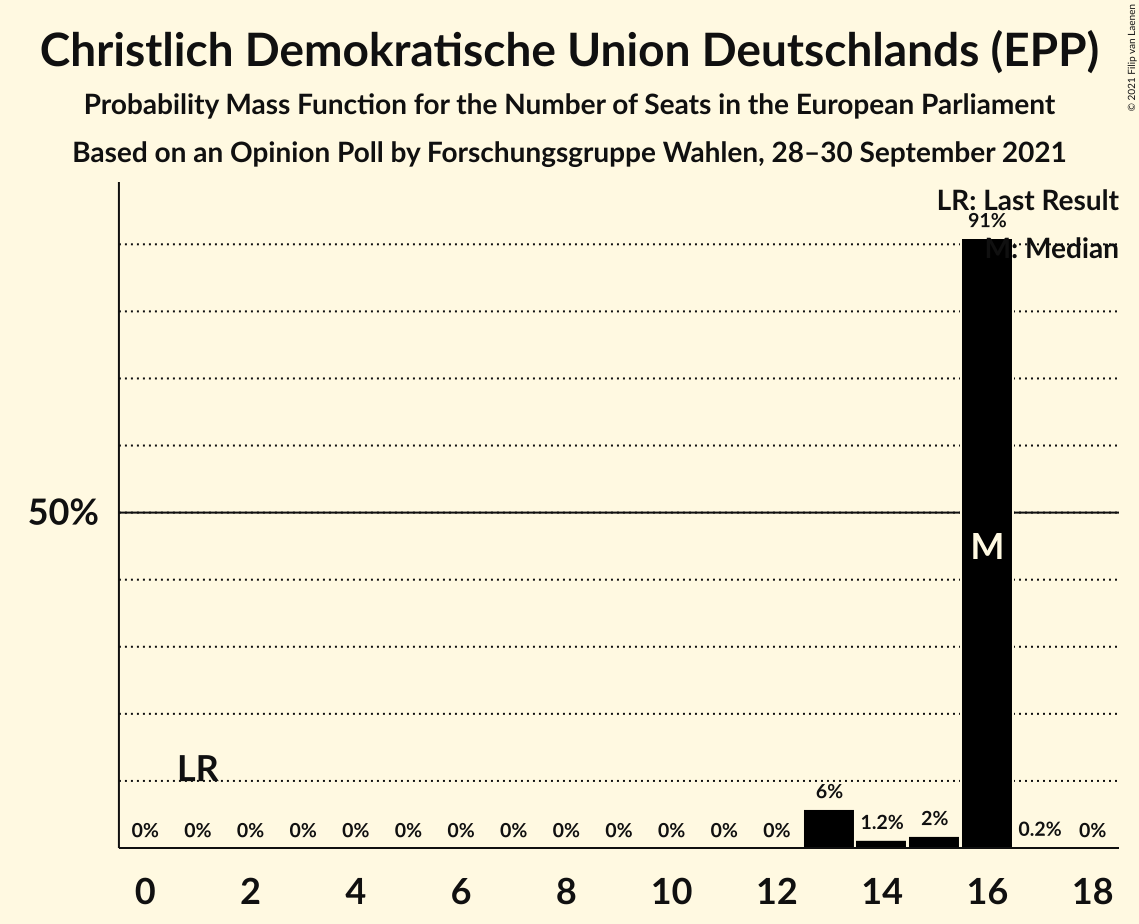 Christlich Demokratische Union Deutschlands (EPP)
Probability Mass Function for the Number of Seats in the European Parliament
Based on an Opinion Poll by Forschungsgruppe Wahlen, 28–30 September 2021
© 2021 Filip van Laenen
LR: Last Result
91%
M: Median
50%
M
LR
6%
0% 0% 0% 0% 0% 0% 0% 0% 0% 0% 0% 0% 0% 1.2% 2% 0.2% 0%
0 2 4 6 8 10 12 14 16 18